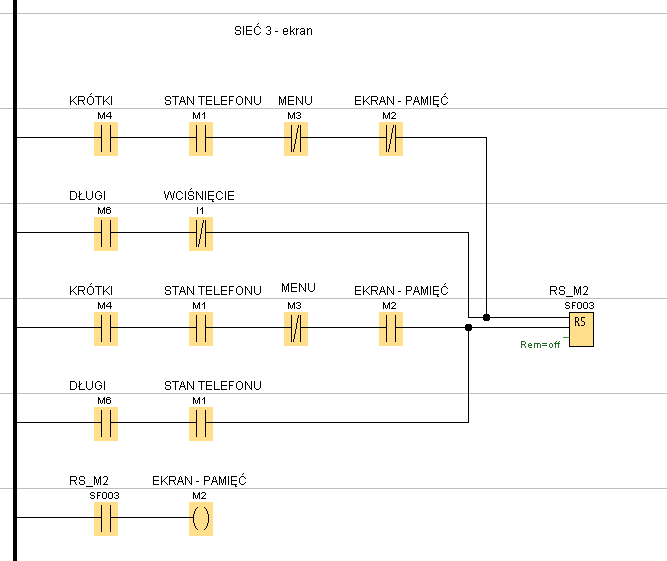 SIEĆ 3 - ekran
KRÓTKI STAN TELEFONU MENU EKRAN - PAMIĘĆ
M4 M1 M3 M2
DŁUGI WCIŚNIĘCIE
M6 I1
KRÓTKI STAN TELEFONU MENU EKRAN - PAMIĘĆ RS_M2
M4 M1 M3 M2 SF003
RS
Rem=off
DŁUGI STAN TELEFONU
M6 M1
RS_M2 EKRAN - PAMIĘĆ
SF003 M2